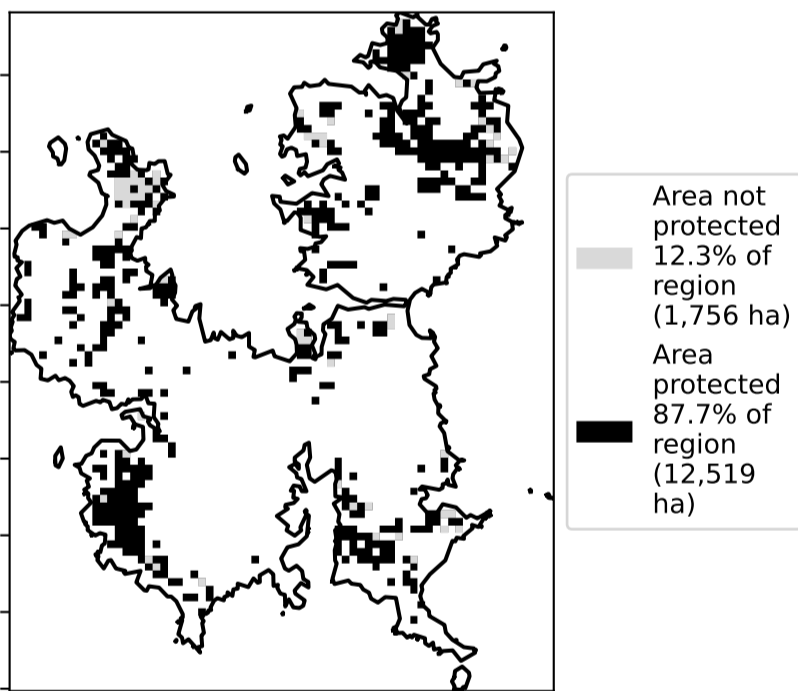 Area not
protected
12.3% of
region
(1,756 ha)
Area
protected
87.7% of
region
(12,519
ha)